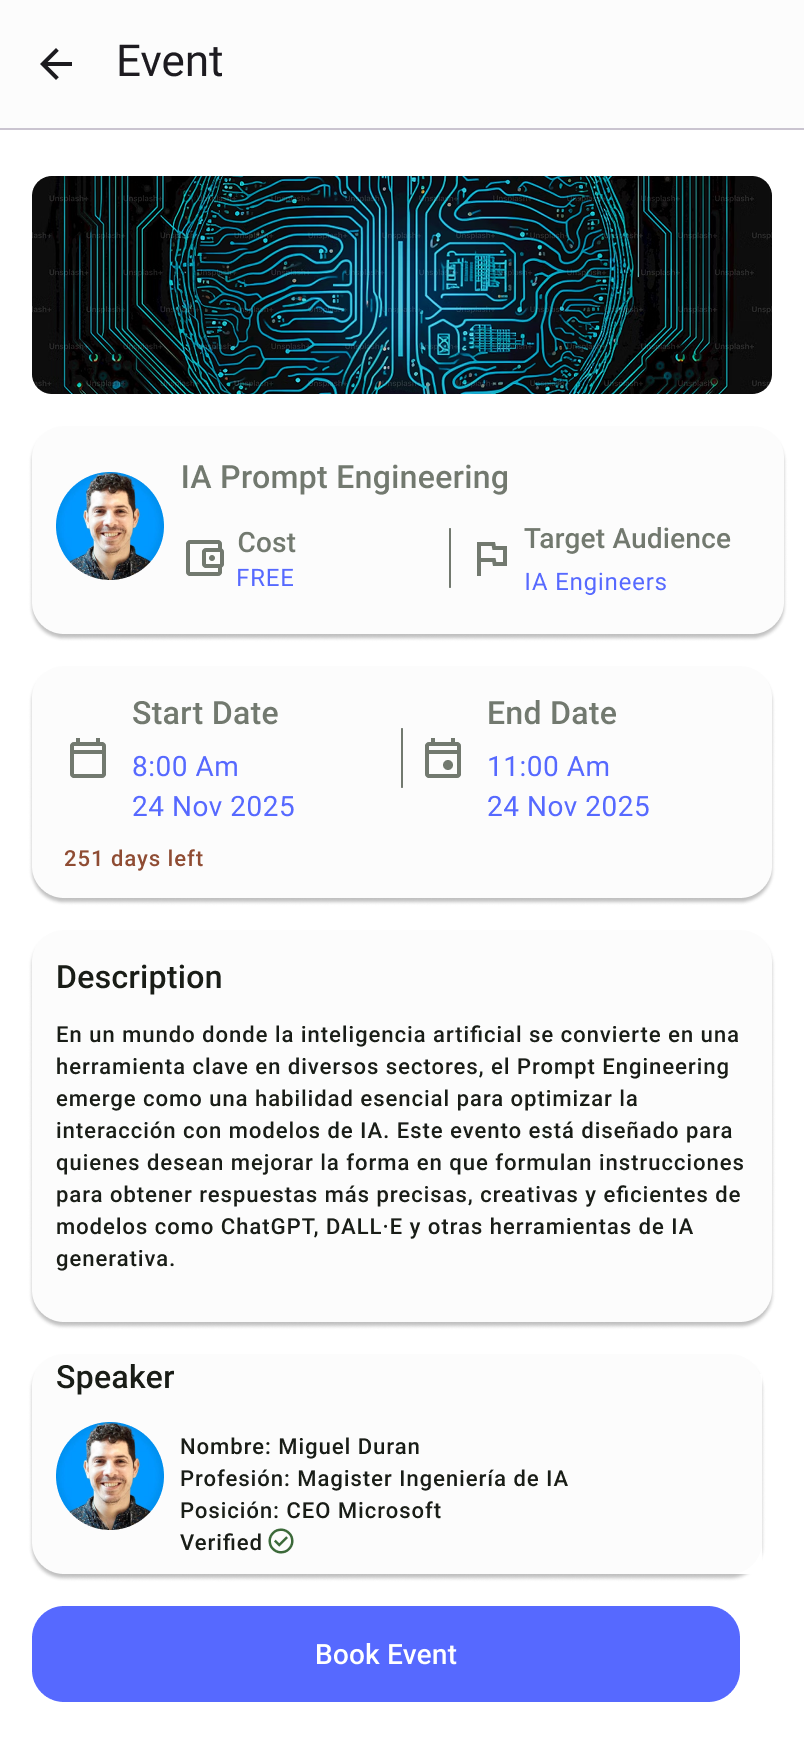 Event
IA Prompt Engineering
Cost
FREE
Target Audience
IA Engineers
Start Date
8:00 Am
24 Nov 2025
End Date
11:00 Am
24 Nov 2025
251 days left
Description
En un mundo donde la inteligencia artificial se convierte en una
herramienta clave en diversos sectores, el Prompt Engineering
emerge como una habilidad esencial para optimizar la
interacción con modelos de IA. Este evento está diseñado para
quienes desean mejorar la forma en que formulan instrucciones
para obtener respuestas más precisas, creativas y eficientes de
modelos como ChatGPT, DALL·E y otras herramientas de IA
generativa.
Speaker
Nombre: Miguel Duran
Profesión: Magister Ingeniería de IA
Posición: CEO Microsoft
Verified
Book Event